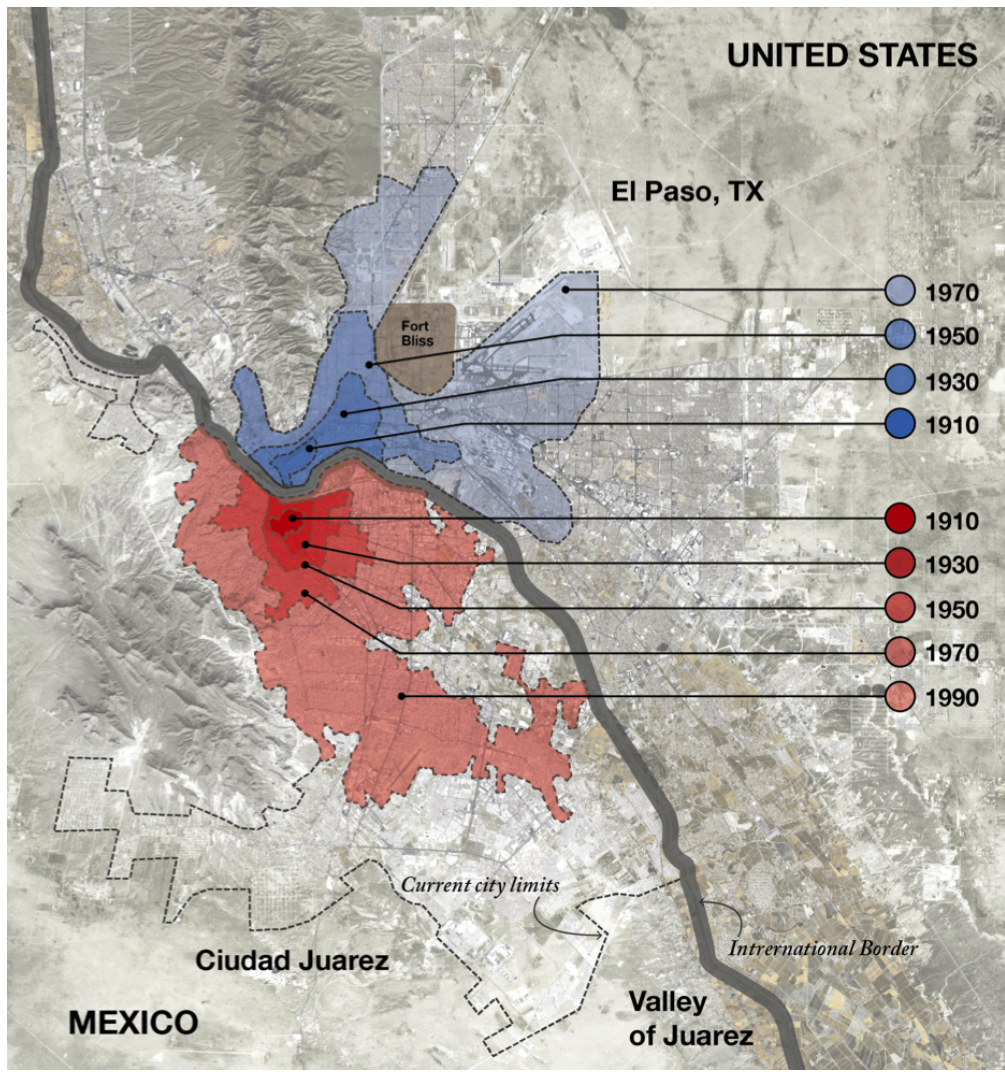 UNITED STATES
El Paso, TX
1970
Fort
Bliss
1950
1930
1910
1910
1930
1950
1970
1990
Current city limits
Intrernational Border
Ciudad Juarez
Valley
of Juarez
MEXICO